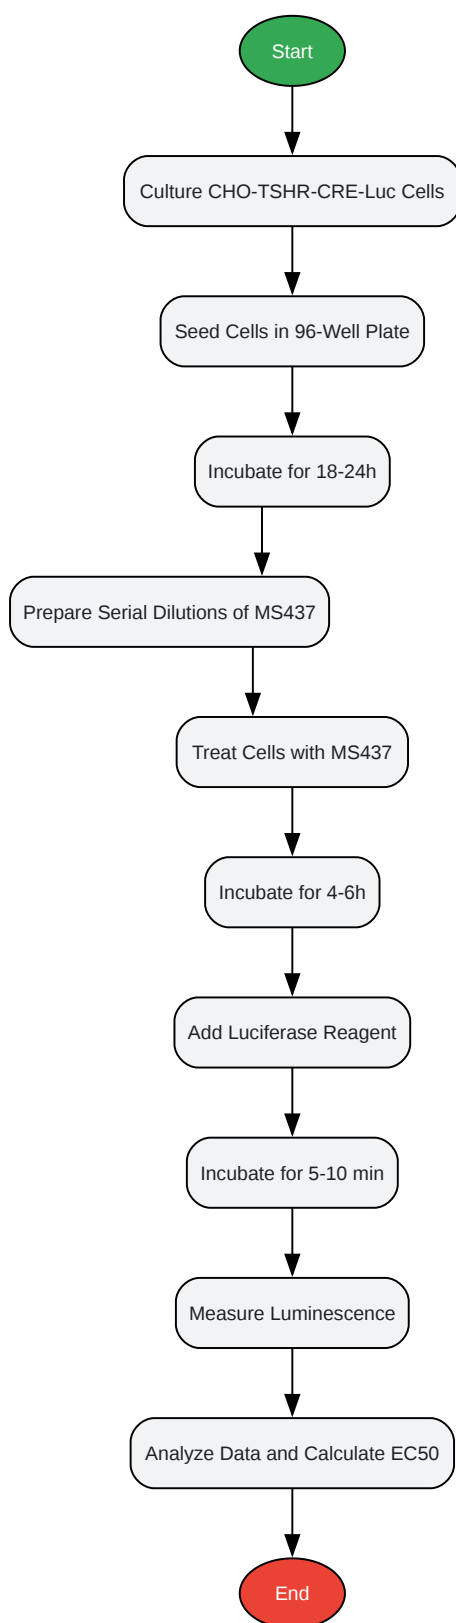 Start
Culture CHO-TSHR-CRE-Luc Cells
Seed Cells in 96-Well Plate
Incubate for 18-24h
Prepare Serial Dilutions of MS437
Treat Cells with MS437
Incubate for 4-6h
Add Luciferase Reagent
Incubate for 5-10 min
Measure Luminescence
Analyze Data and Calculate EC50
End